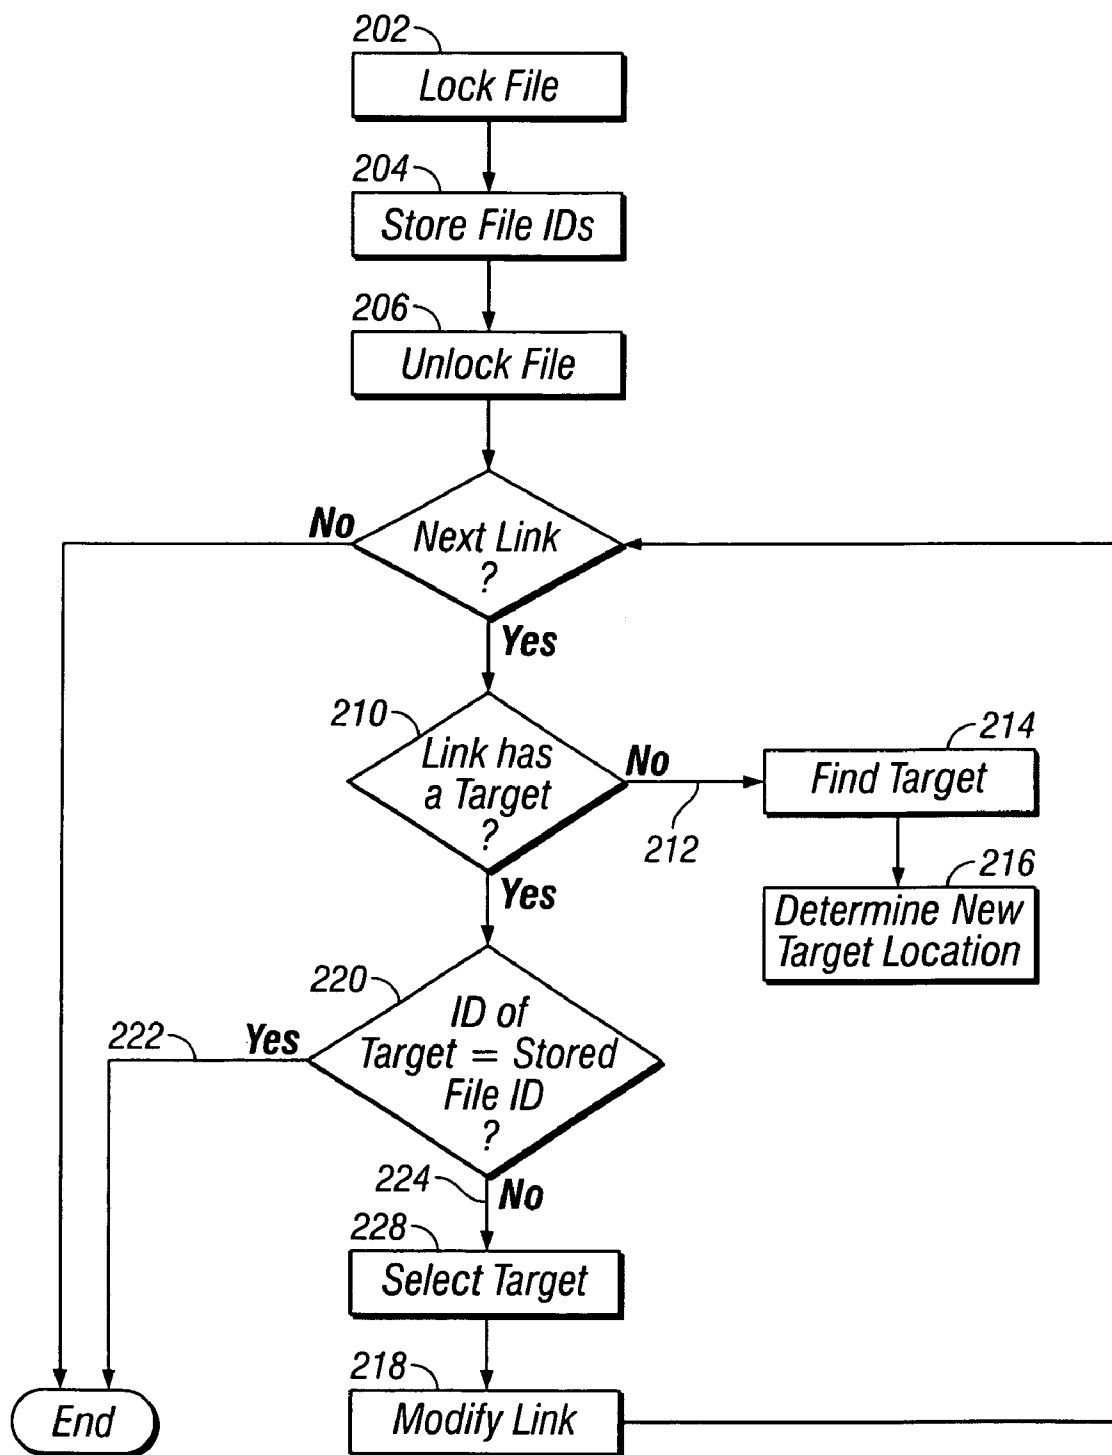 202
Lock File
204
Store File IDs
206
Unlock File
No
Next Link
?
Yes
210
Link has
a Target
?
No
212
214
Find Target
216
Determine New
Target Location
Yes
220
ID of
Target = Stored
File ID
?
222
Yes
224
No
228
Select Target
218
Modify Link
End